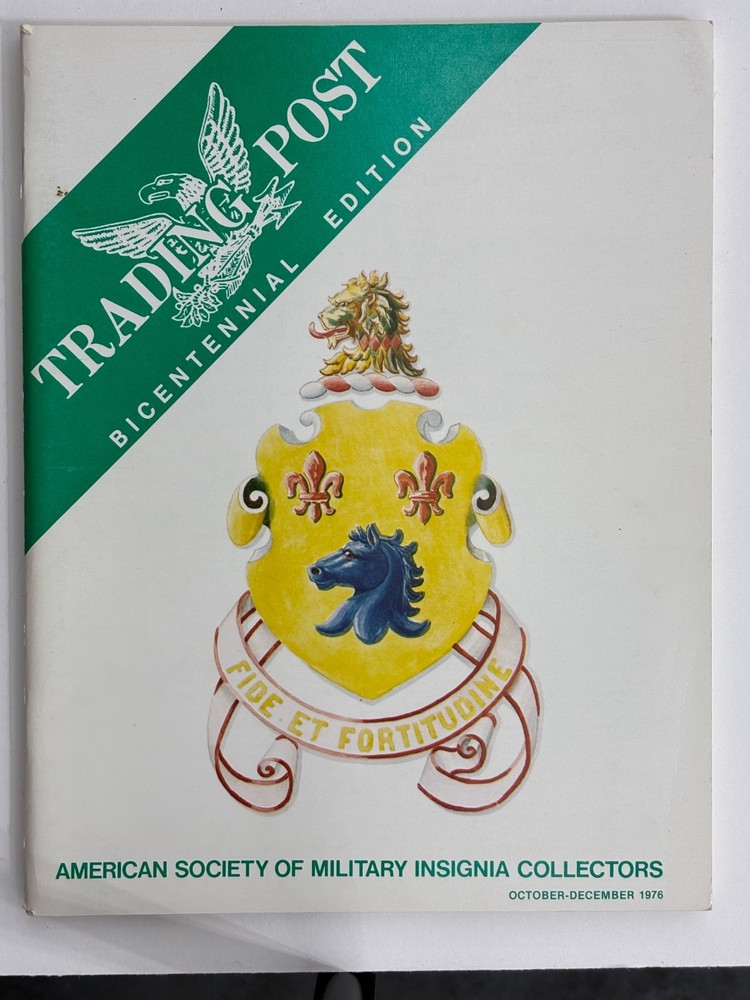 TRADING POST
BICENTENNIAL EDITION
FIDE ET FORTITUDINE
AMERICAN SOCIETY OF MILITARY INSIGNIA COLLECTORS
OCTOBER-DECEMBER 1976